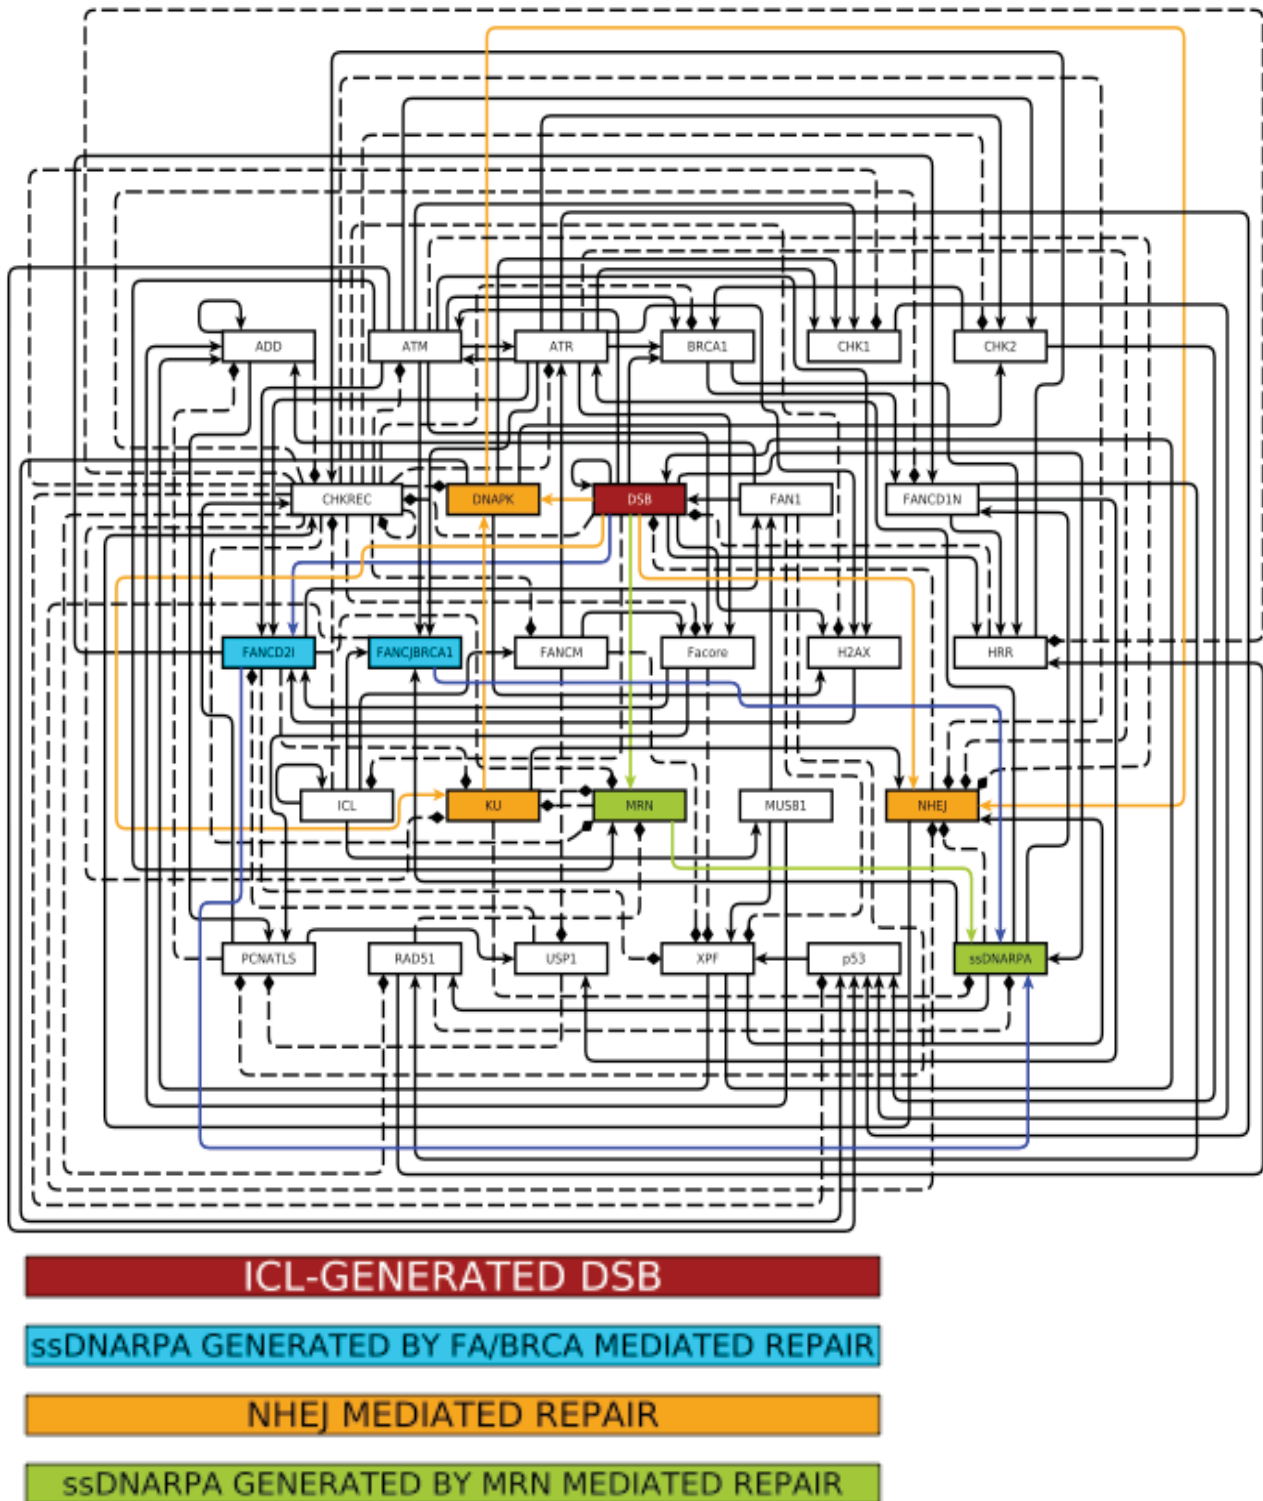 ADD
ATM
ATR
BRCA1
CHK1
CHK2
CHKREC
DNAPK
DSB
FAN1
FANCD1N
FANCD2I
FANCJBRCA1
FANCM
FAcore
H2AX
HRR
ICL
KU
MRN
MUS81
NHEJ
PCNATLS
RAD51
USP1
XPF
p53
ssDNARPA
ICL-GENERATED DSB
ssDNARPA GENERATED BY FA/BRCA MEDIATED REPAIR
NHEJ MEDIATED REPAIR
ssDNARPA GENERATED BY MRN MEDIATED REPAIR